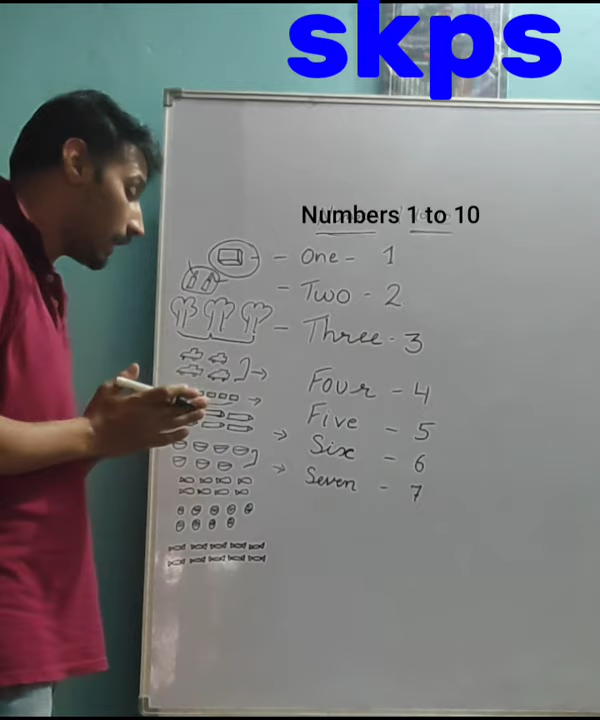 skps
Numbers 1 to 10
- One - 1
- Two - 2
- Three - 3
Four - 4
Five - 5
Six - 6
Seven - 7